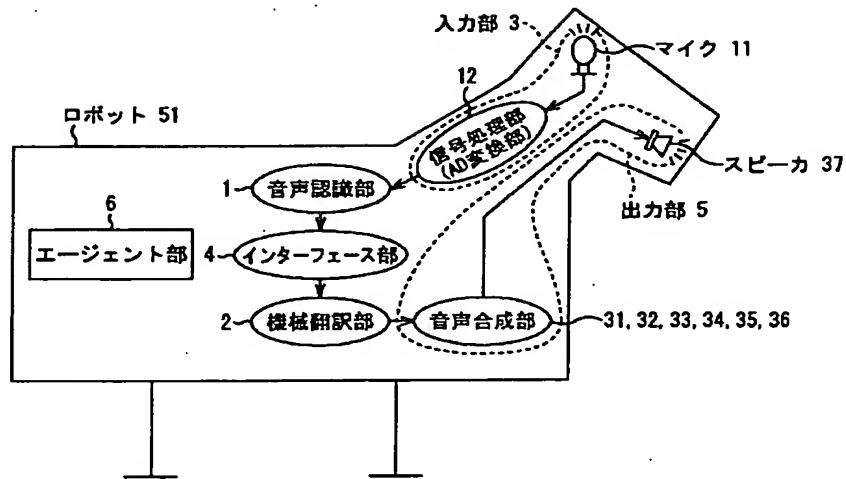 入力部 3
マイク 11
12
ロボット 51
信号処理部
(AD変換部)
スピーカ 37
1
音声認識部
出力部 5
6
エージェント部
4
インターフェース部
2
機械翻訳部
音声合成部
31, 32, 33, 34, 35, 36